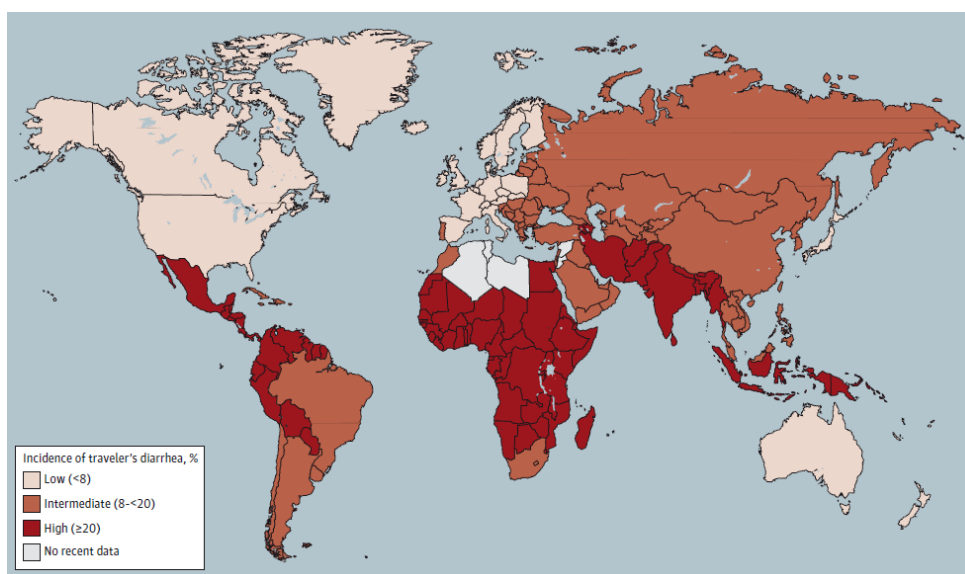 Incidence of traveler's diarrhea, %
Low (<8)
Intermediate (8-<20)
High (≥20)
No recent data